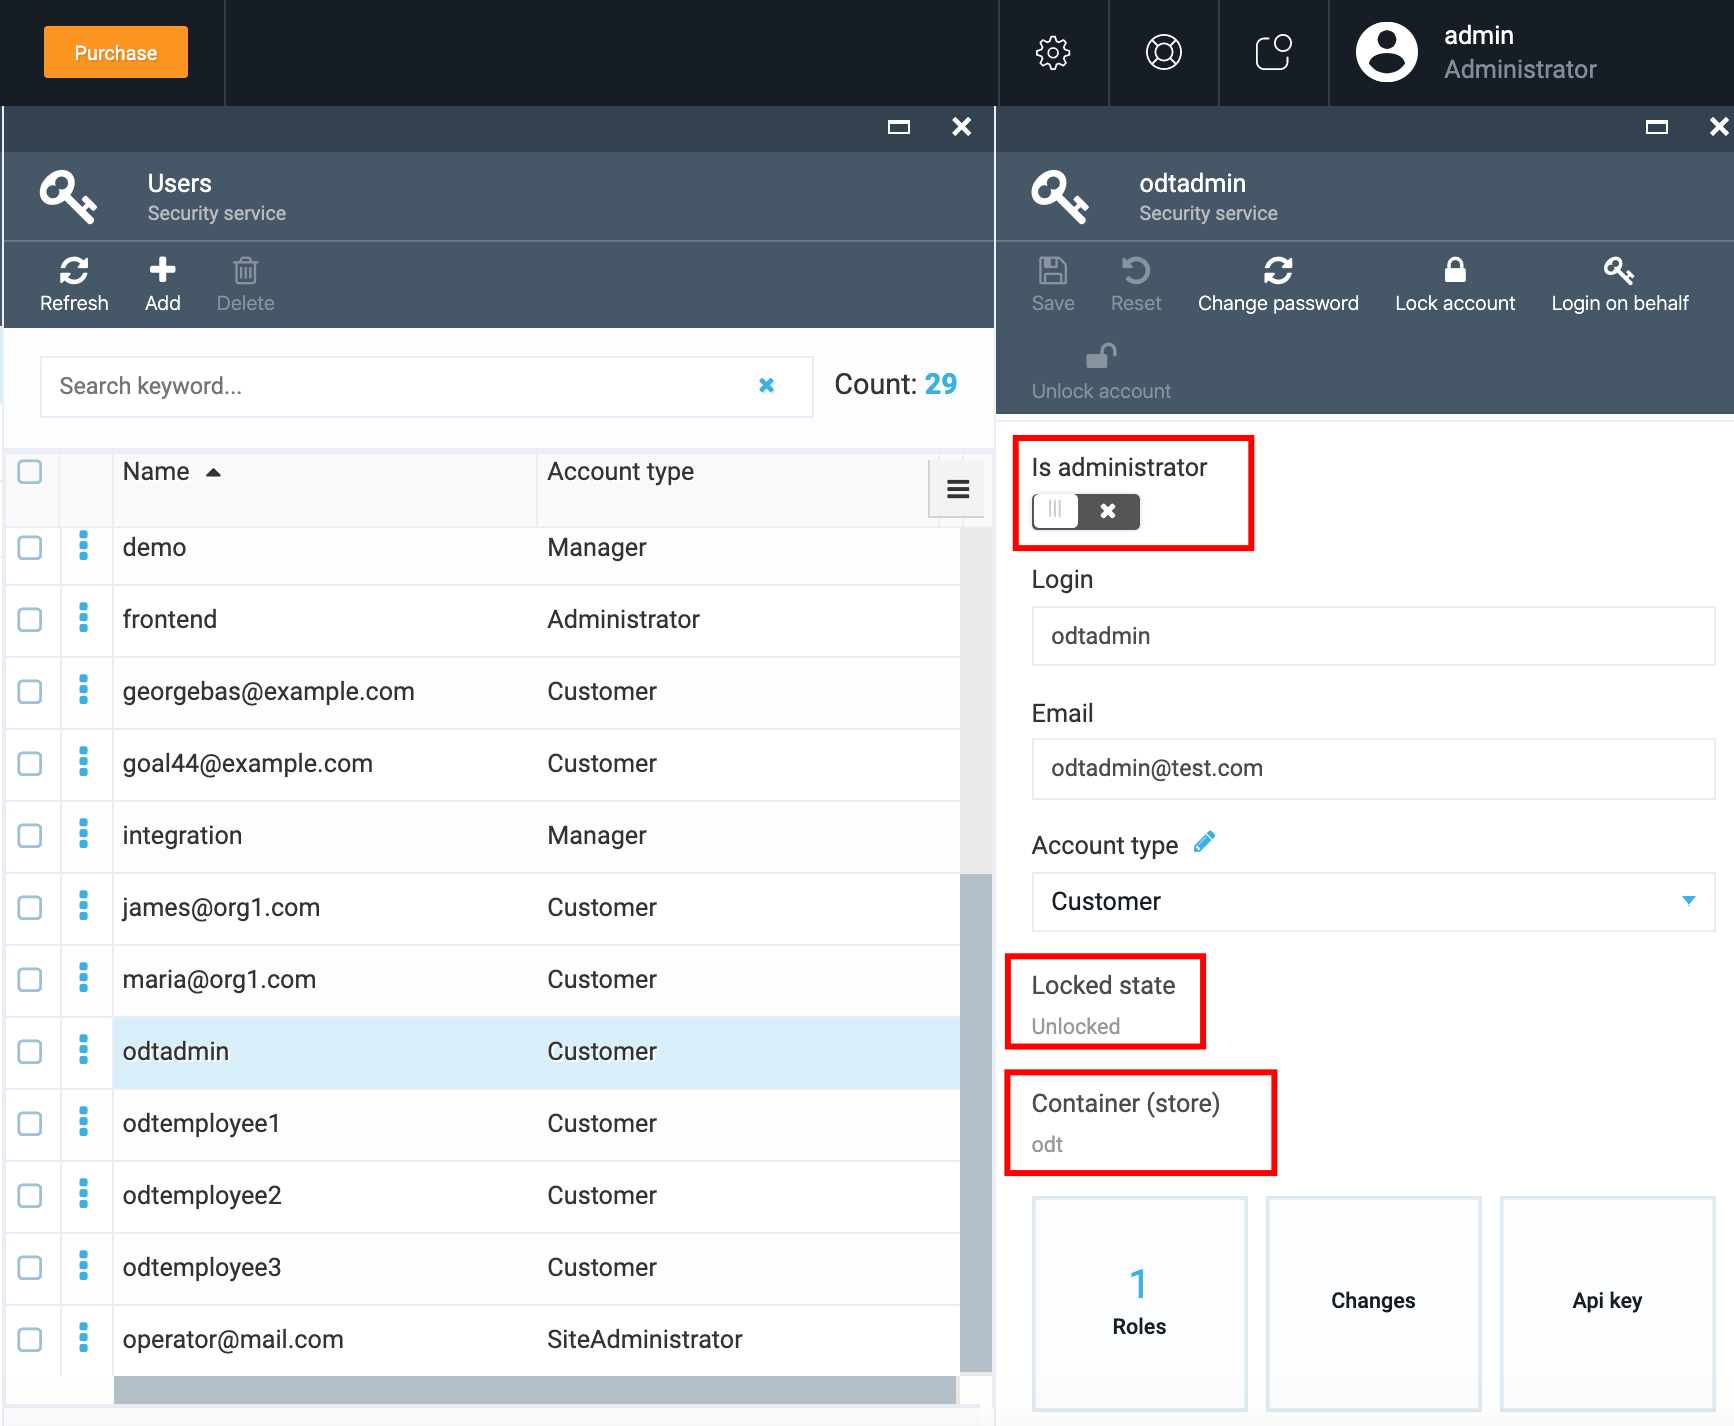 Purchase
admin
Administrator
Users
Security service
Refresh
Add
Delete
Search keyword...
Count: 29
Name
Account type
demo
Manager
frontend
Administrator
georgebas@example.com
Customer
goal44@example.com
Customer
integration
Manager
james@org1.com
Customer
maria@org1.com
Customer
odtadmin
Customer
odtemployee1
Customer
odtemployee2
Customer
odtemployee3
Customer
operator@mail.com
SiteAdministrator
odtadmin
Security service
Save
Reset
Change password
Lock account
Login on behalf
Unlock account
Is administrator
Login
odtadmin
Email
odtadmin@test.com
Account type
Customer
Locked state
Unlocked
Container (store)
odt
1
Roles
Changes
Api key